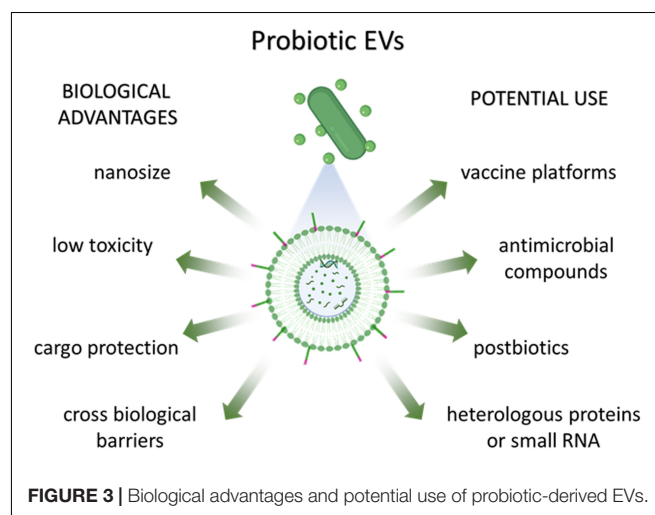 Probiotic EVs
BIOLOGICAL
ADVANTAGES
nanosize
low toxicity
cargo protection
cross biological
barriers
POTENTIAL USE
vaccine platforms
antimicrobial
compounds
postbiotics
heterologous proteins
or small RNA
FIGURE 3 | Biological advantages and potential use of probiotic-derived EVs.